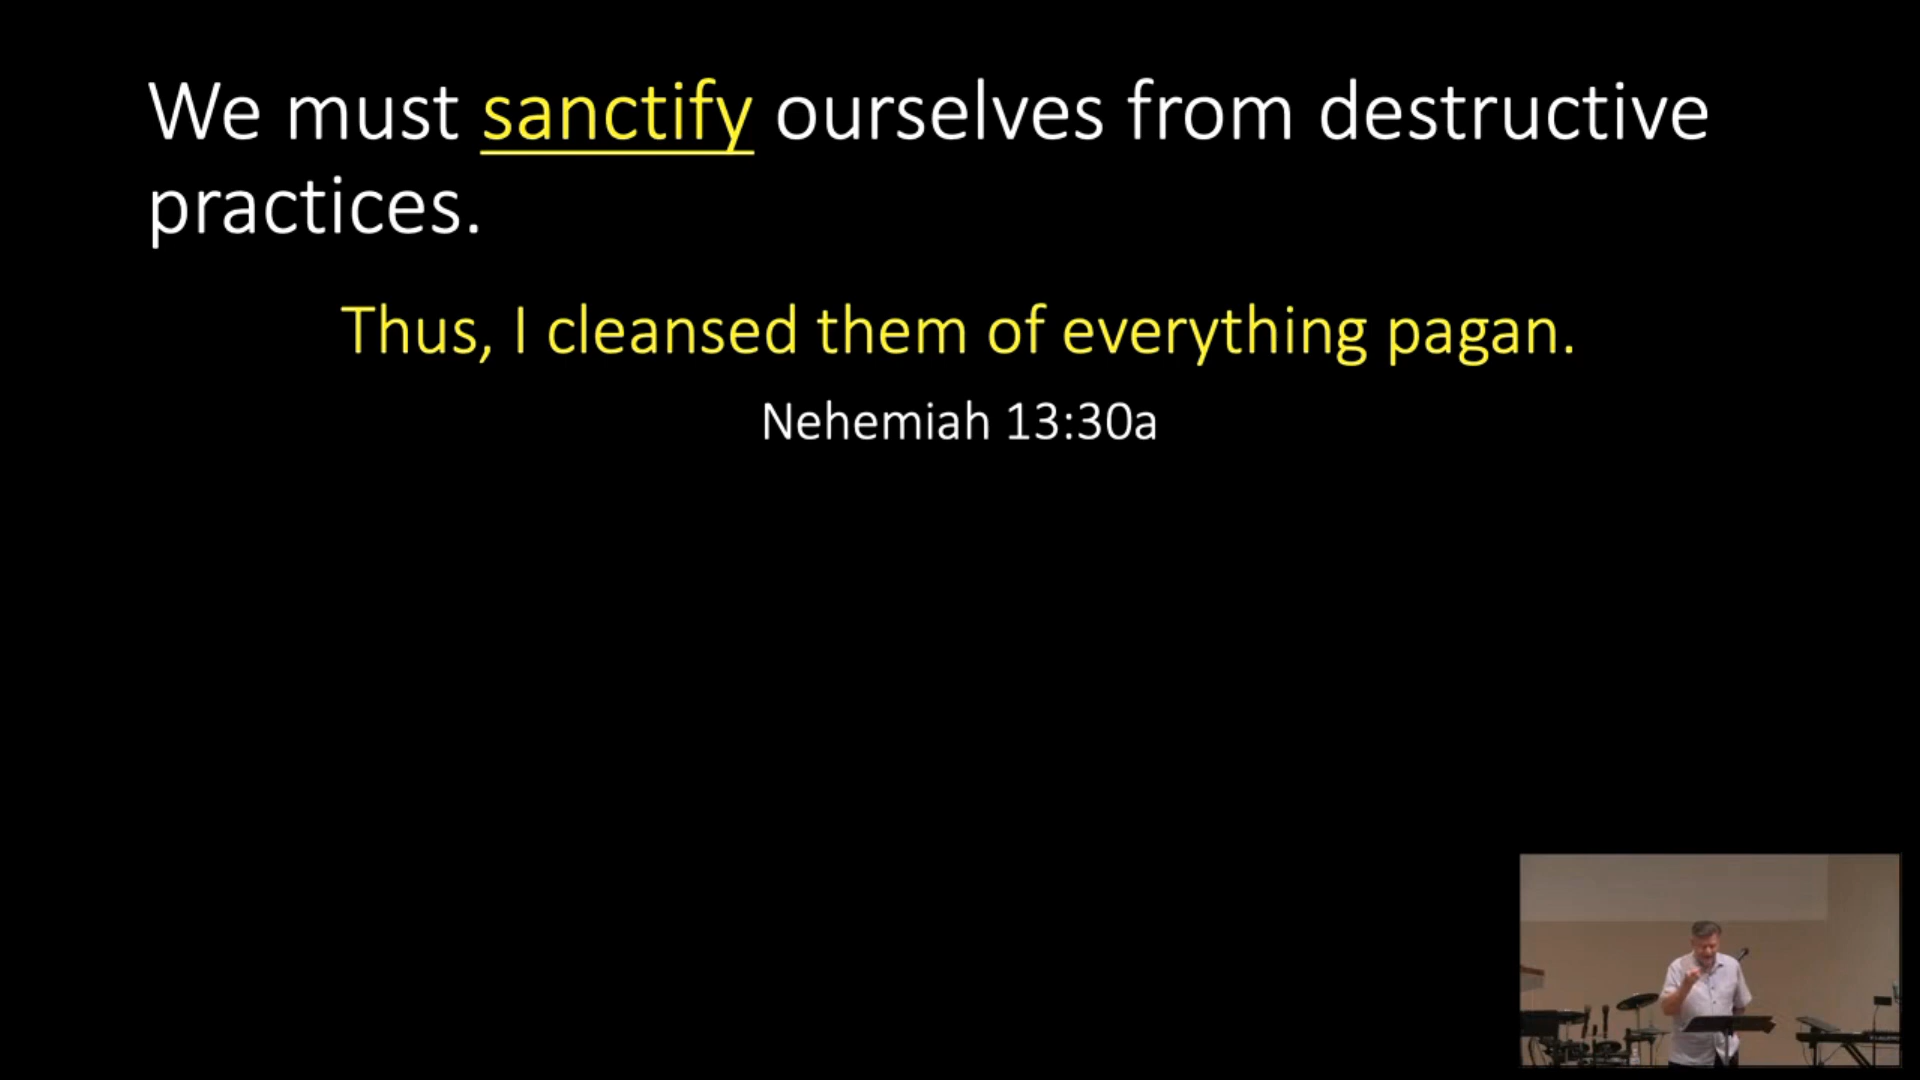 We must sanctify ourselves from destructive
practices.
Thus, I cleansed them of everything pagan.
Nehemiah 13:30a